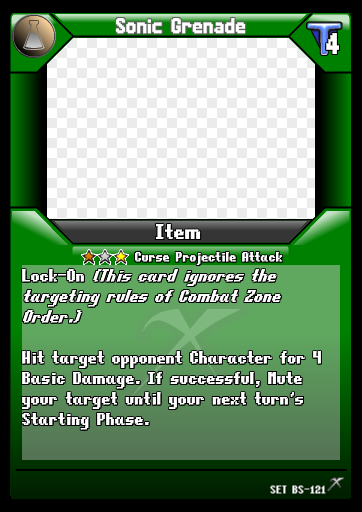 Sonic Grenade
T4
Item
Curse Projectile Attack
Lock-On (This card ignores the
targeting rules of Combat Zone
Order.)
Hit target opponent Character for 4
Basic Damage. If successful, Mute
your target until your next turn's
Starting Phase.
SET BS-121